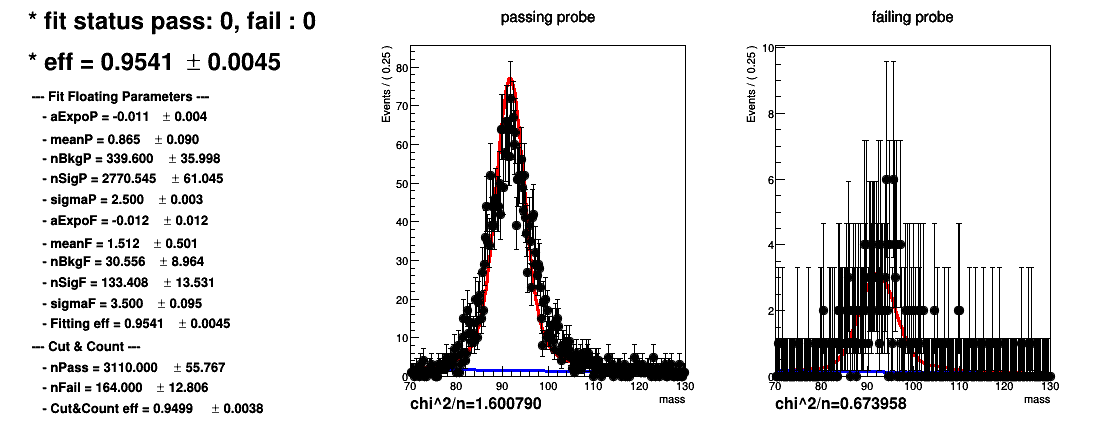 * fit status pass: 0, fail : 0
* eff = 0.9541 ± 0.0045
--- Fit Floating Parameters ---
- aExpoP = -0.011 ± 0.004
- meanP = 0.865 ± 0.090
- nBkgP = 339.600 ± 35.998
- nSigP = 2770.545 ± 61.045
- sigmaP = 2.500 ± 0.003
- aExpoF = -0.012 ± 0.012
- meanF = 1.512 ± 0.501
- nBkgF = 30.556 ± 8.964
- nSigF = 133.408 ± 13.531
- sigmaF = 3.500 ± 0.095
- Fitting eff = 0.9541 ± 0.0045
--- Cut & Count ---
- nPass = 3110.000 ± 55.767
- nFail = 164.000 ± 12.806
- Cut&Count eff = 0.9499 ± 0.0038
passing probe
Events / ( 0.25 )
80
70
60
50
40
30
20
10
0
70 80 90 100 110 120 130
mass
chi^2/n=1.600790
failing probe
Events / ( 0.25 )
10
8
6
4
2
0
70 80 90 100 110 120 130
mass
chi^2/n=0.673958